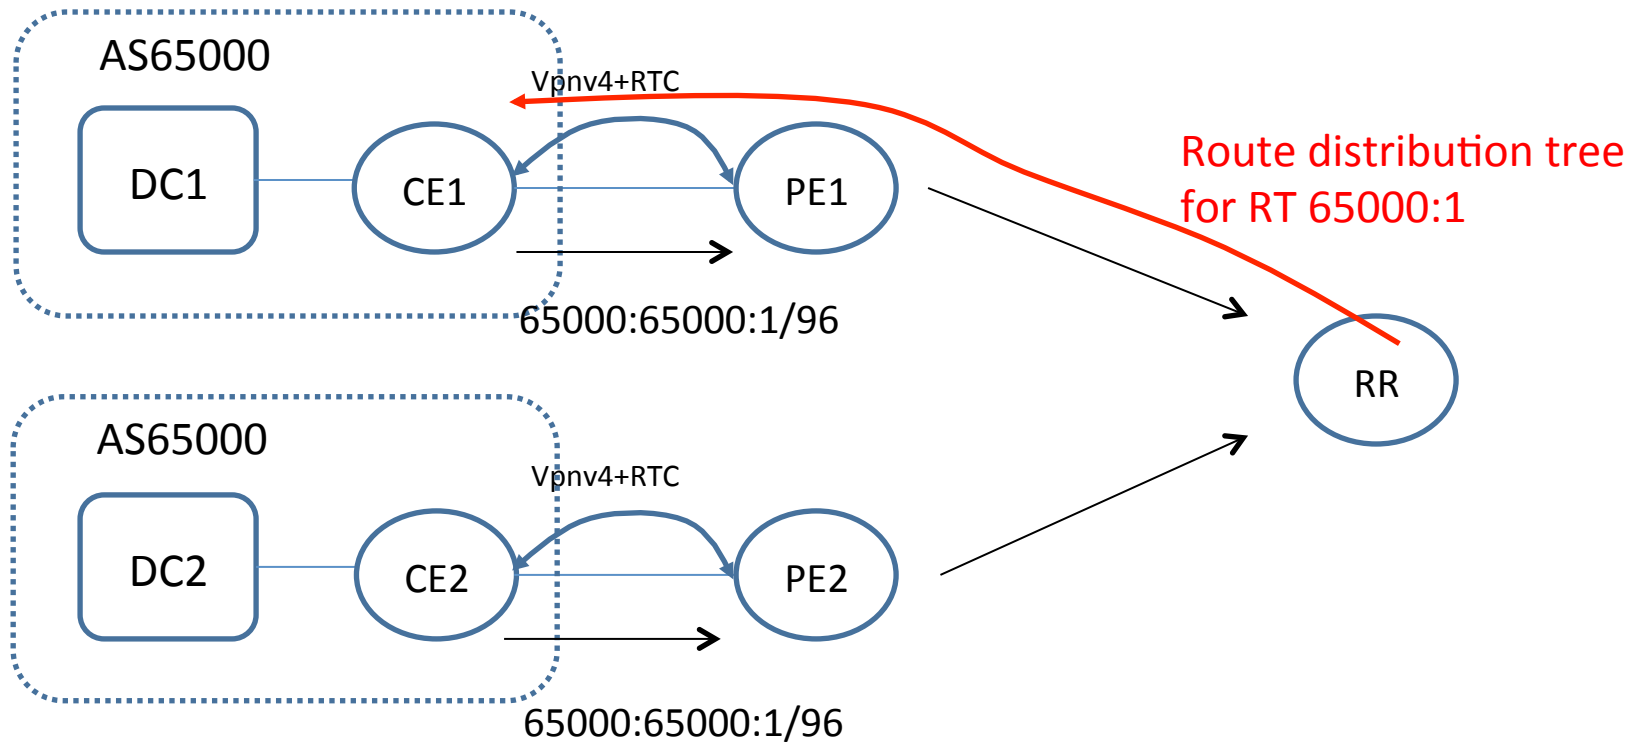 AS65000
Vpnv4+RTC
DC1
CE1
PE1
Route distribution tree
for RT 65000:1
65000:65000:1/96
RR
AS65000
Vpnv4+RTC
DC2
CE2
PE2
65000:65000:1/96